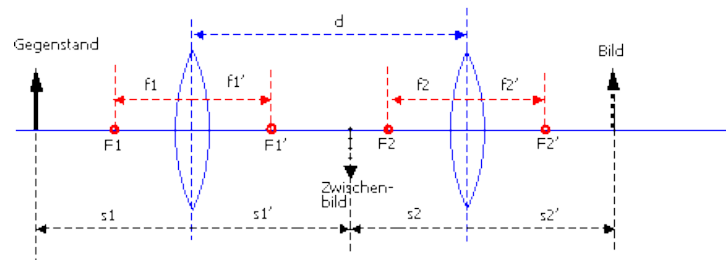 d
Gegenstand
Bild
f1
f1'
f2
f2'
F1
F1'
F2
F2'
Zwischen-
bild
s1
s1'
s2
s2'